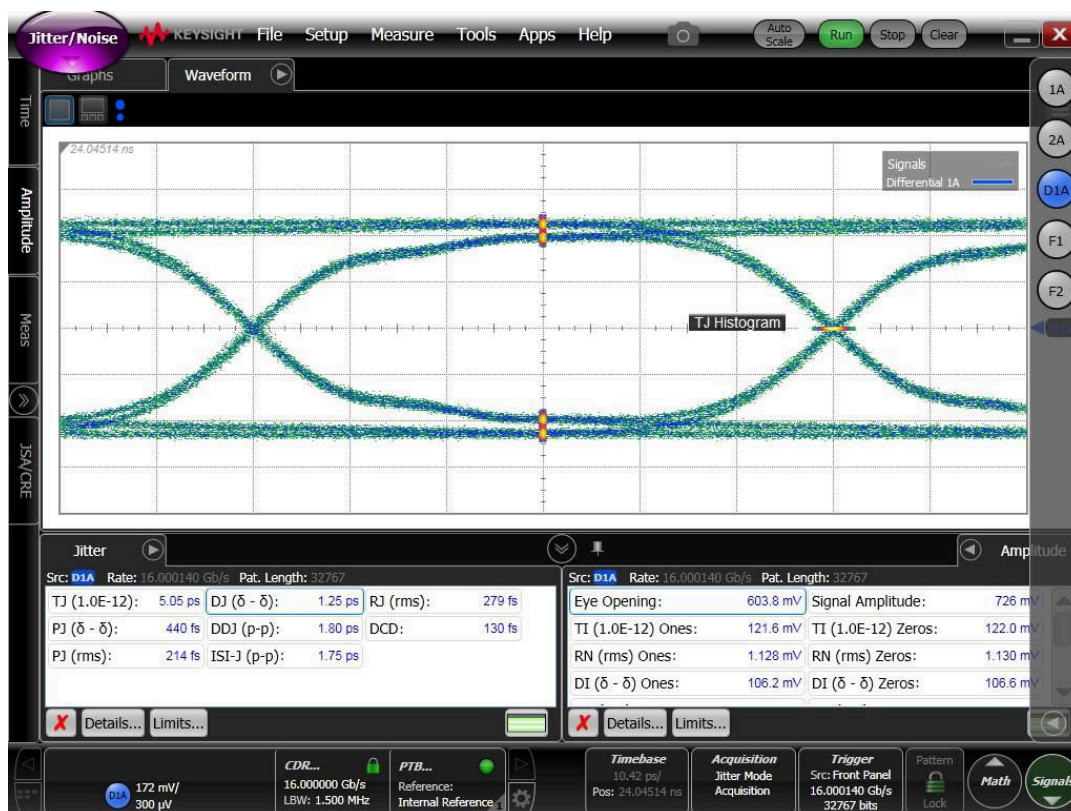 Jitter/Noise
KEYSIGHT File Setup Measure Tools Apps Help
Auto Scale Run Stop Clear
Graphs Waveform
Time
Amplitude
Meas
JSA/CRE
24.04514 ns
Signals
Differential 1A
TJ Histogram
1A
2A
D1A
F1
F2
Jitter
Src: D1A Rate: 16.000140 Gb/s Pat. Length: 32767
TJ (1.0E-12): 5.05 ps DJ (δ - δ): 1.25 ps RJ (rms): 279 fs
PJ (δ - δ): 440 fs DDJ (p-p): 1.80 ps DCD: 130 fs
PJ (rms): 214 fs ISI-J (p-p): 1.75 ps
Details... Limits...
Amplitude
Src: D1A Rate: 16.000140 Gb/s Pat. Length: 32767
Eye Opening: 603.8 mV Signal Amplitude: 726 mV
TI (1.0E-12) Ones: 121.6 mV TI (1.0E-12) Zeros: 122.0 mV
RN (rms) Ones: 1.128 mV RN (rms) Zeros: 1.130 mV
DI (δ - δ) Ones: 106.2 mV DI (δ - δ) Zeros: 106.6 mV
Details... Limits...
D1A
172 mV/
300 µV
CDR...
16.000000 Gb/s
LBW: 1.500 MHz
PTB...
Reference:
Internal Reference
Timebase
10.42 ps/
Pos: 24.04514 ns
Acquisition
Jitter Mode
Acquisition
Trigger
Src: Front Panel
16.000140 Gb/s
32767 bits
Pattern
Lock
Math
Signals